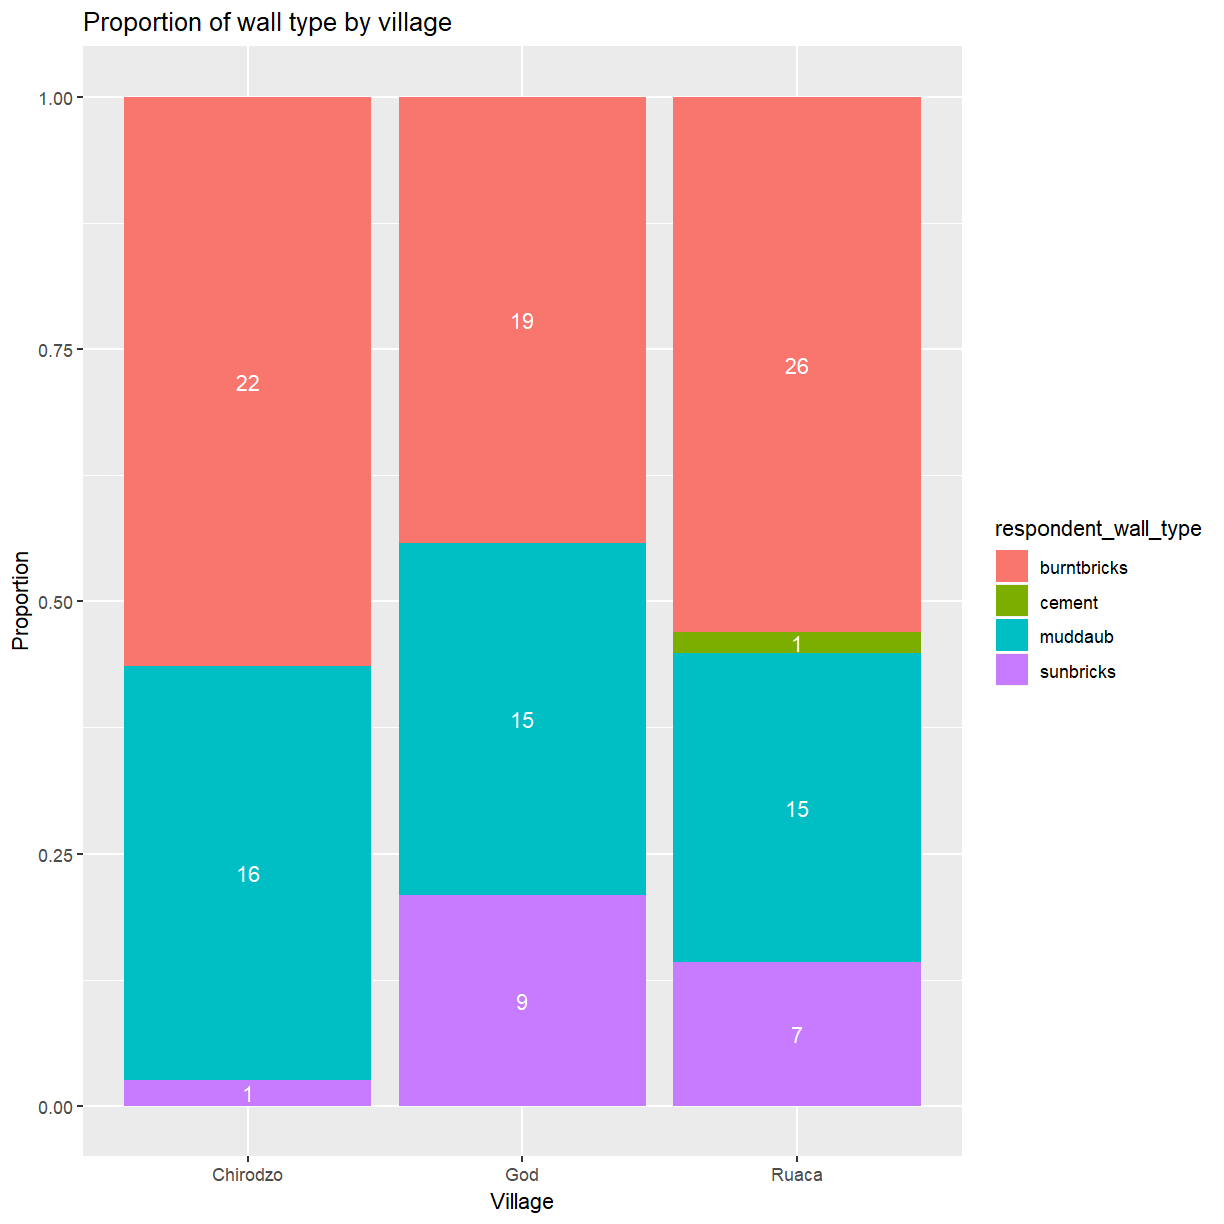 Proportion of wall type by village
1.00
0.75
0.50
0.25
0.00
Proportion
22
16
1
19
15
9
26
1
15
7
Chirodzo
God
Ruaca
Village
respondent_wall_type
burntbricks
cement
muddaub
sunbricks